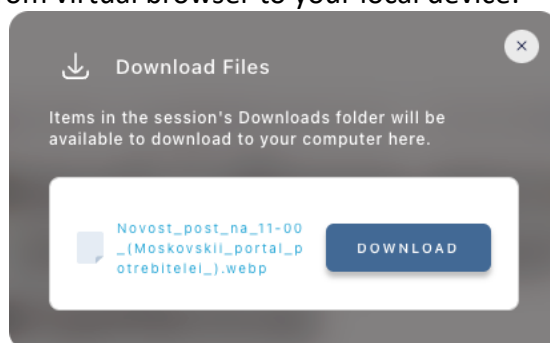 om virtual browser to your local device.
Download Files
Items in the session's Downloads folder will be
available to download to your computer here.
Novost_post_na_11-00
_(Moskovskii_portal_p
otrebitelei_).webp
DOWNLOAD